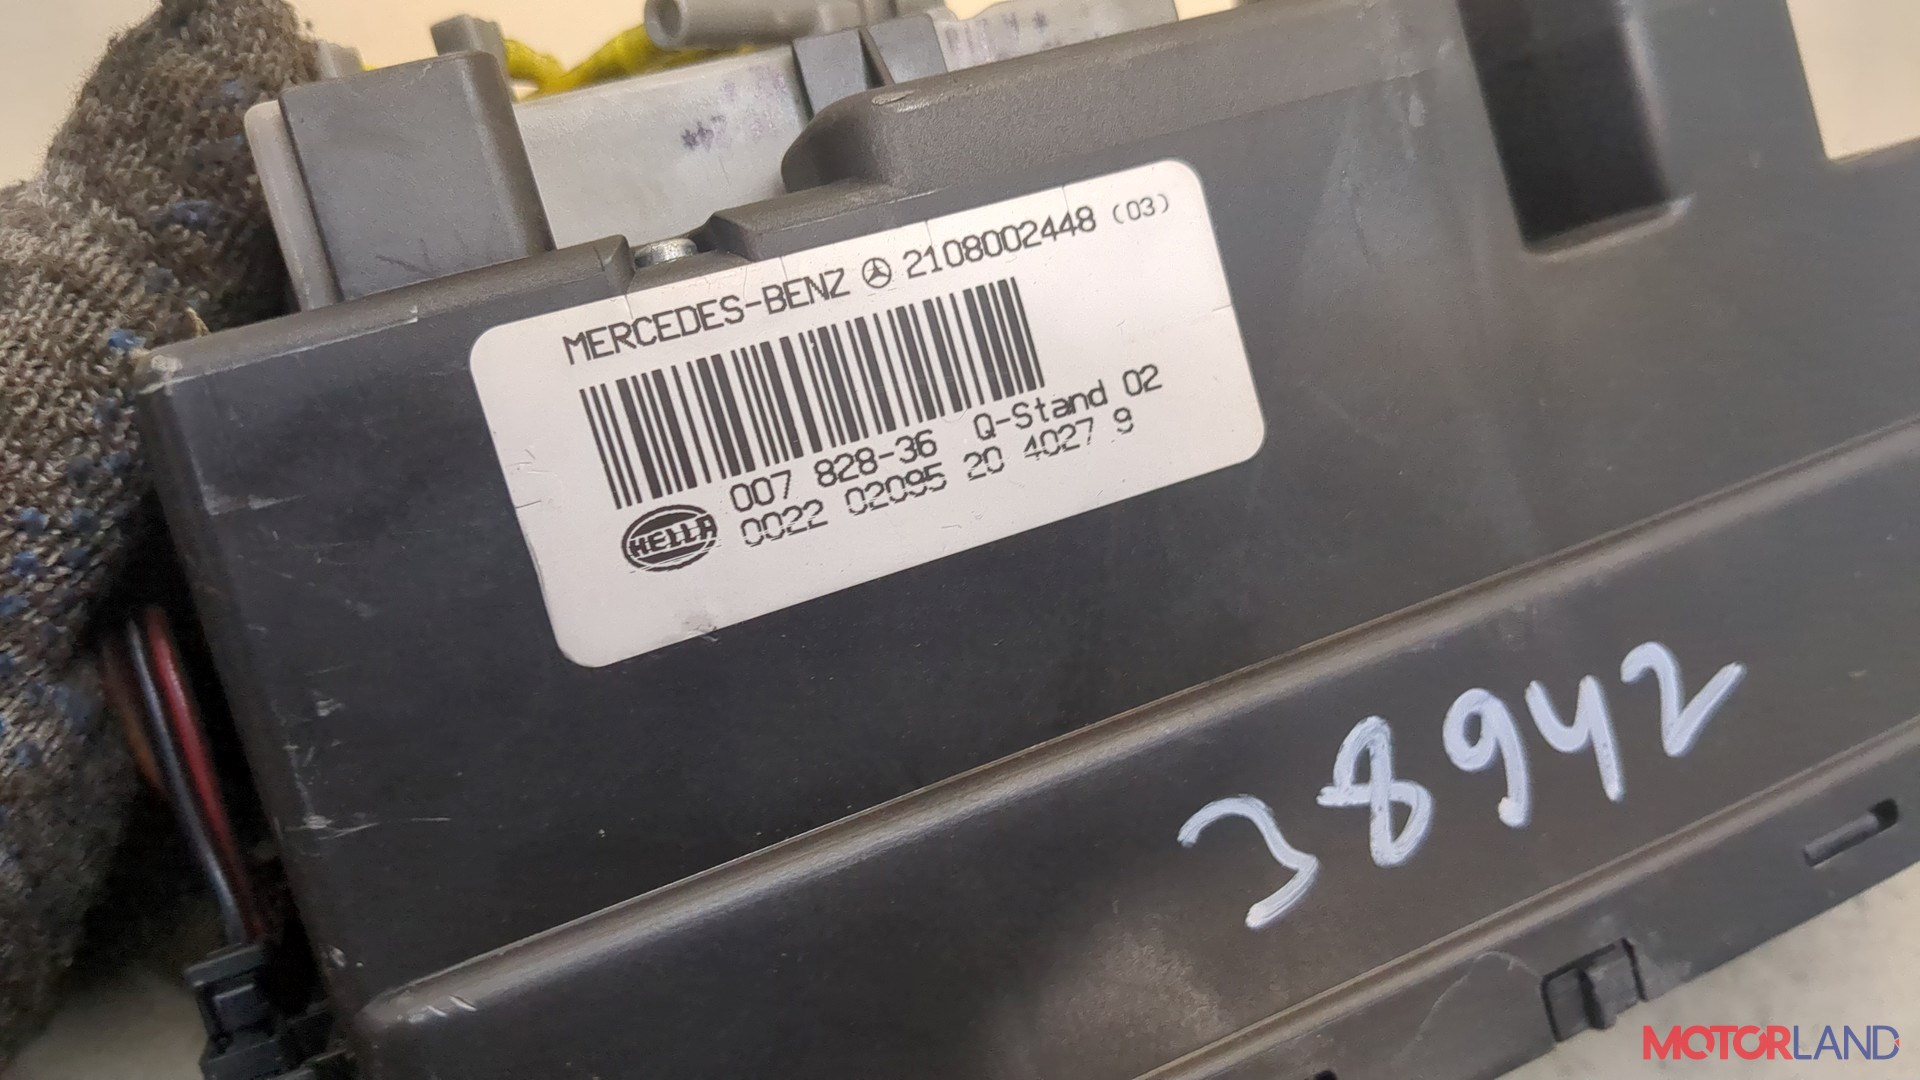 MERCEDES-BENZ 2108002448 (03)
007 828-36 Q-Stand 02
HELLA 0022 02095 20 4027 9
38942
MOTORLAND